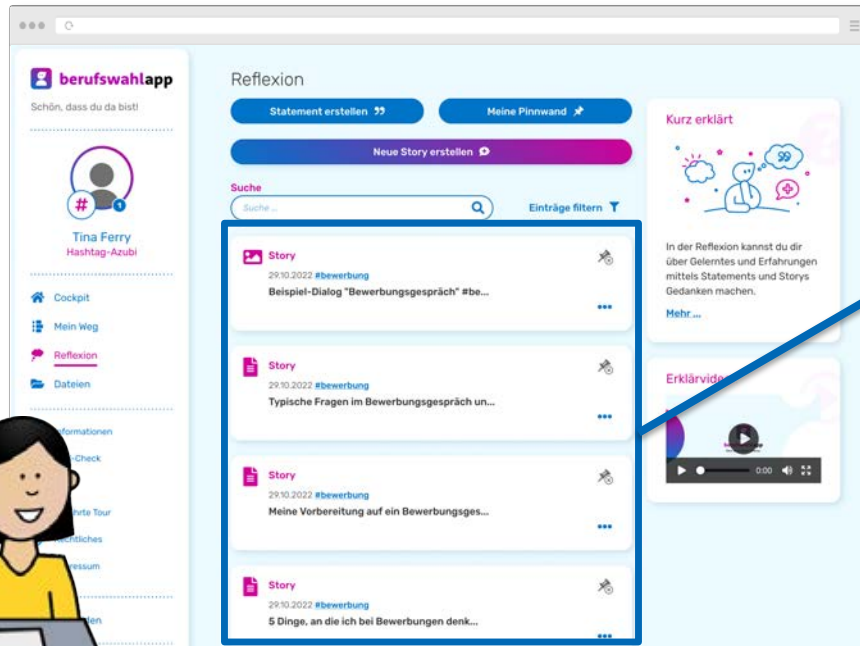 berufswahlapp
Schön, dass du da bist!
#
1
Tina Ferry
Hashtag-Azubi
Cockpit
Mein Weg
Reflexion
Dateien
Reflexion
Statement erstellen
Meine Pinnwand
Neue Story erstellen
Suche
Suche ...
Einträge filtern
Story
29.10.2022 #bewerbung
Beispiel-Dialog "Bewerbungsgespräch" #be...
Story
29.10.2022 #bewerbung
Typische Fragen im Bewerbungsgespräch un...
Story
29.10.2022 #bewerbung
Meine Vorbereitung auf ein Bewerbungsges...
Story
29.10.2022 #bewerbung
5 Dinge, an die ich bei Bewerbungen denk...
Kurz erklärt
In der Reflexion kannst du dir
über Gelerntes und Erfahrungen
mittels Statements und Storys
Gedanken machen.
Mehr ...
0:00